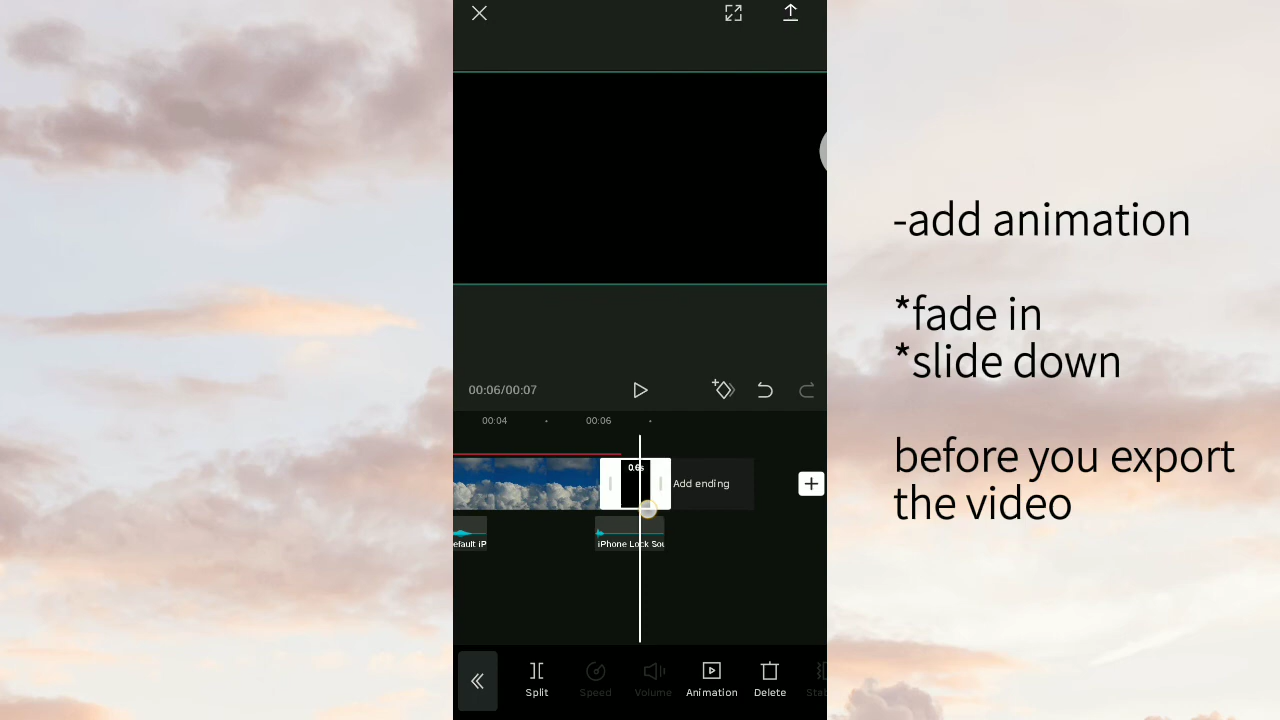 -add animation
*fade in
*slide down
before you export
the video
00:06/00:07
00:04
00:06
0.6s
Add ending
efault iP
iPhone Lock Sou
Split
Speed
Volume
Animation
Delete
Stab